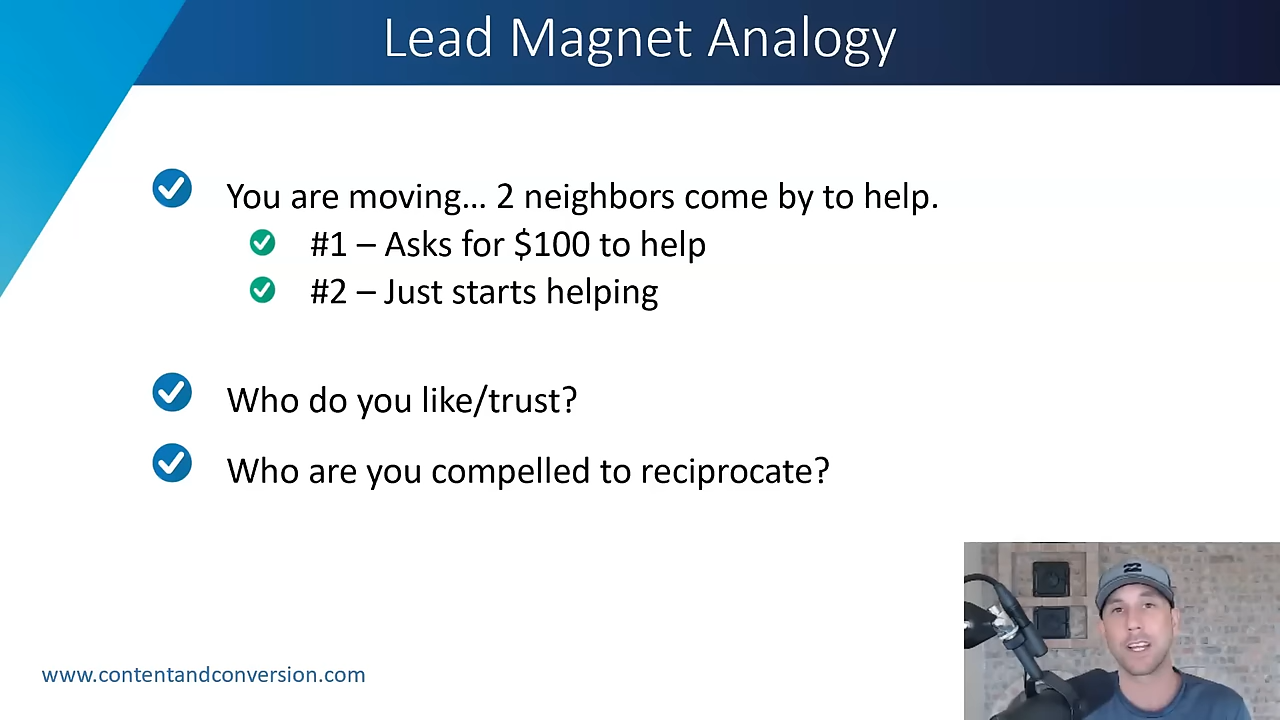 Lead Magnet Analogy
You are moving... 2 neighbors come by to help.
#1 – Asks for $100 to help
#2 – Just starts helping
Who do you like/trust?
Who are you compelled to reciprocate?
www.contentandconversion.com